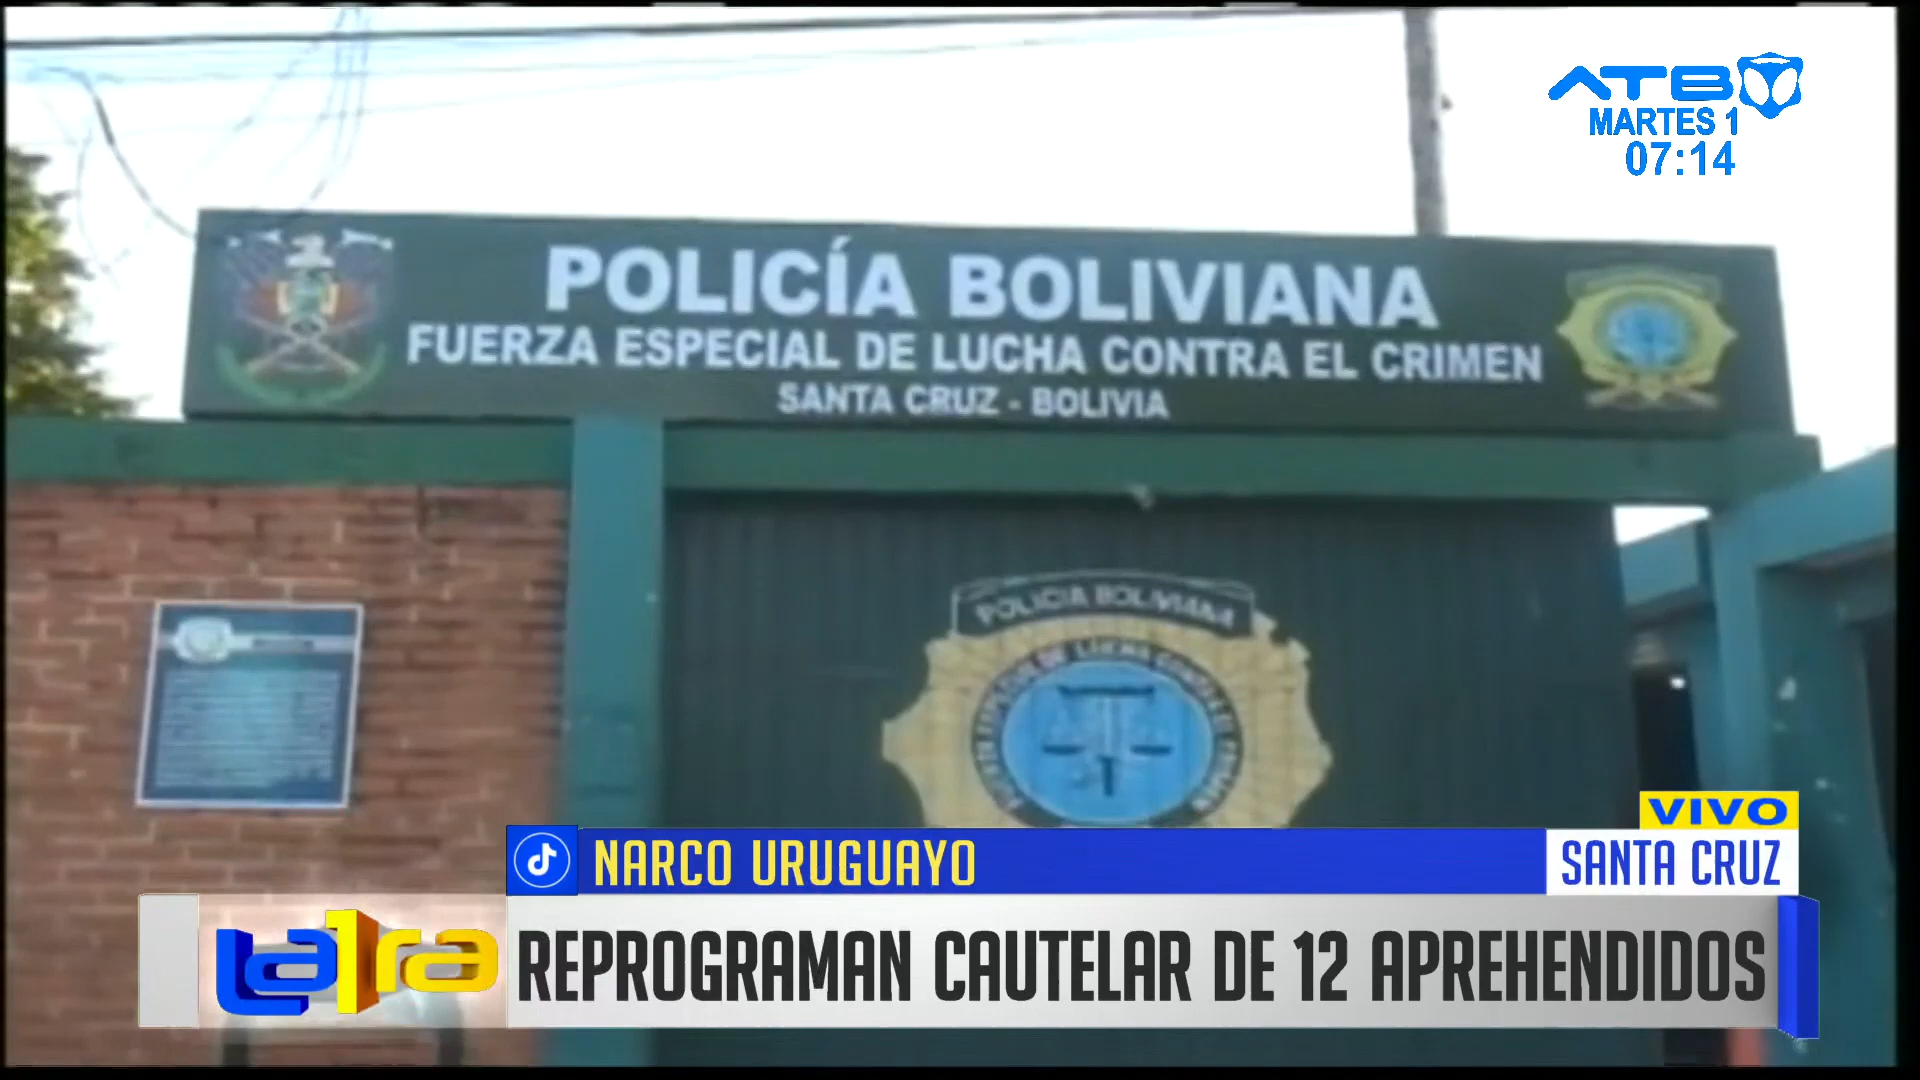 ATB
MARTES 1
07:14
POLICÍA BOLIVIANA
FUERZA ESPECIAL DE LUCHA CONTRA EL CRIMEN
SANTA CRUZ - BOLIVIA
POLICIA BOLIVIANA
VIVO
NARCO URUGUAYO
SANTA CRUZ
La1ra
REPROGRAMAN CAUTELAR DE 12 APREHENDIDOS